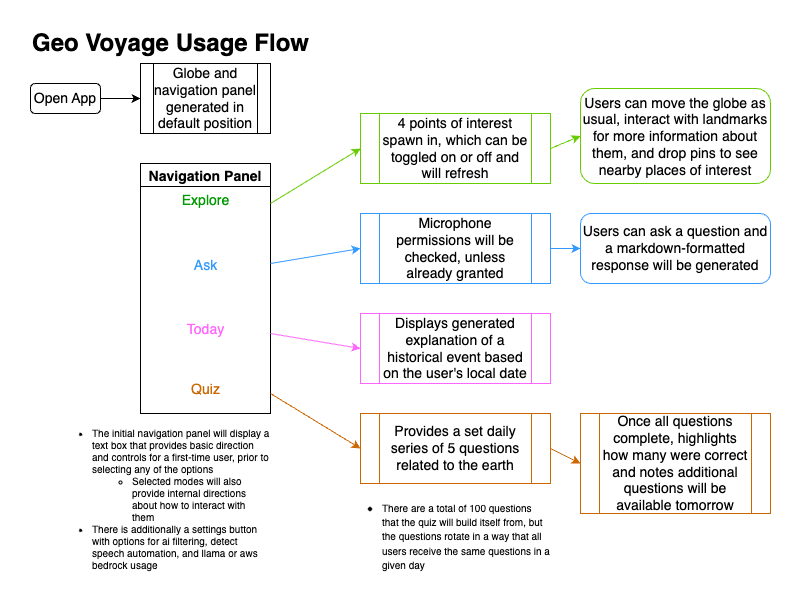 Geo Voyage Usage Flow
Open App
Globe and
navigation panel
generated in
default position
Navigation Panel
Explore
Ask
Today
Quiz
4 points of interest
spawn in, which can be
toggled on or off and
will refresh
Users can move the globe as
usual, interact with landmarks
for more information about
them, and drop pins to see
nearby places of interest
Microphone
permissions will be
checked, unless
already granted
Users can ask a question and
a markdown-formatted
response will be generated
Displays generated
explanation of a
historical event based
on the user's local date
Provides a set daily
series of 5 questions
related to the earth
Once all questions
complete, highlights
how many were correct
and notes additional
questions will be
available tomorrow
• The initial navigation panel will display a
text box that provides basic direction
and controls for a first-time user, prior to
selecting any of the options
○ Selected modes will also
provide internal directions
about how to interact with
them
• There is additionally a settings button
with options for ai filtering, detect
speech automation, and llama or aws
bedrock usage
• There are a total of 100 questions
that the quiz will build itself from, but
the questions rotate in a way that all
users receive the same questions in a
given day